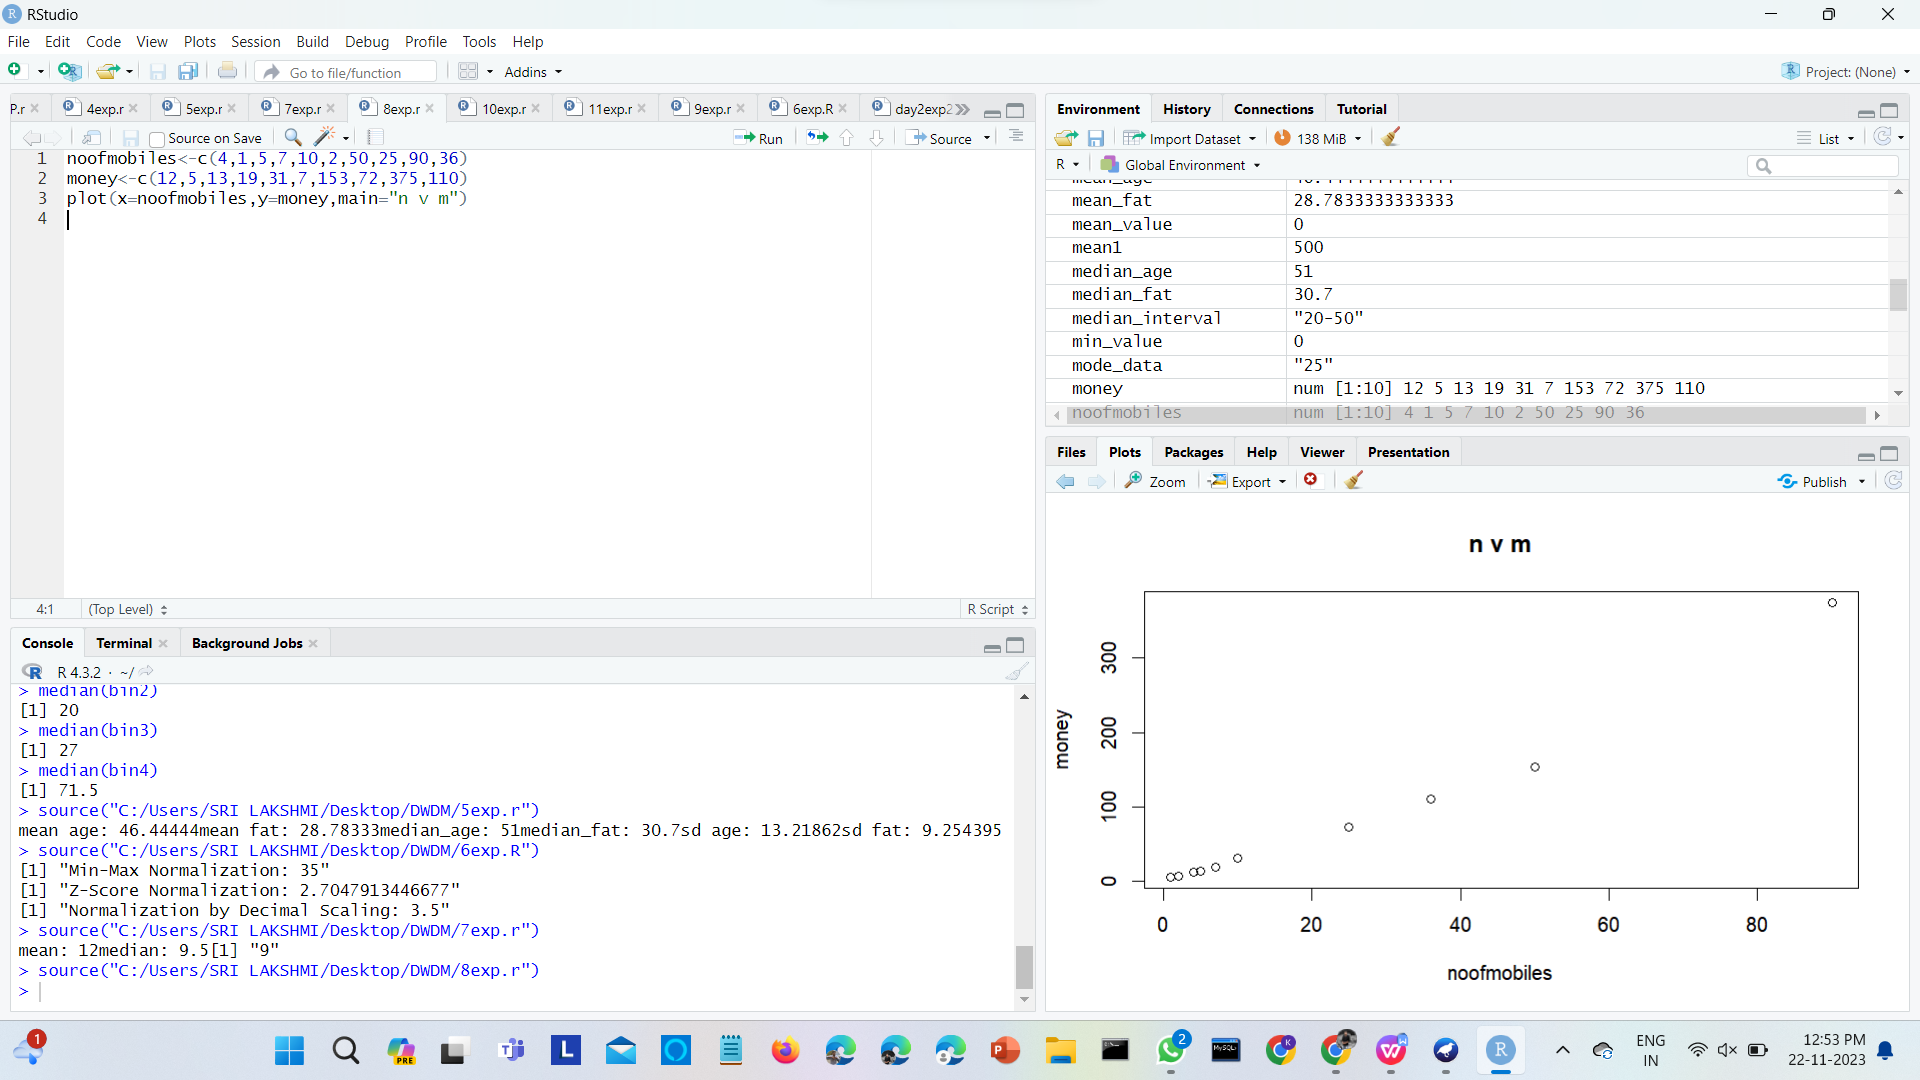 RStudio
File Edit Code View Plots Session Build Debug Profile Tools Help
Go to file/function Addins Project: (None)
P.r 4exp.r 5exp.r 7exp.r 8exp.r 10exp.r 11exp.r 9exp.r 6exp.R day2exp2
Source on Save Run Source
1 noofmobiles<-c(4,1,5,7,10,2,50,25,90,36)
2 money<-c(12,5,13,19,31,7,153,72,375,110)
3 plot(x=noofmobiles,y=money,main="n v m")
4
4:1 (Top Level) R Script
Console Terminal Background Jobs
R 4.3.2 · ~/
> median(bin2)
[1] 20
> median(bin3)
[1] 27
> median(bin4)
[1] 71.5
> source("C:/Users/SRI LAKSHMI/Desktop/DWDM/5exp.r")
mean age: 46.44444mean fat: 28.78333median_age: 51median_fat: 30.7sd age: 13.21862sd fat: 9.254395
> source("C:/Users/SRI LAKSHMI/Desktop/DWDM/6exp.R")
[1] "Min-Max Normalization: 35"
[1] "Z-Score Normalization: 2.7047913446677"
[1] "Normalization by Decimal Scaling: 3.5"
> source("C:/Users/SRI LAKSHMI/Desktop/DWDM/7exp.r")
mean: 12median: 9.5[1] "9"
> source("C:/Users/SRI LAKSHMI/Desktop/DWDM/8exp.r")
>
Environment History Connections Tutorial
Import Dataset 138 MiB List
R Global Environment
mean_age
mean_fat 28.7833333333333
mean_value 0
mean1 500
median_age 51
median_fat 30.7
median_interval "20-50"
min_value 0
mode_data "25"
money num [1:10] 12 5 13 19 31 7 153 72 375 110
noofmobiles num [1:10] 4 1 5 7 10 2 50 25 90 36
Files Plots Packages Help Viewer Presentation
Zoom Export Publish
n v m
money
300
200
100
0
0 20 40 60 80
noofmobiles
1 PRE L 2 MySQL K R
ENG
IN
12:53 PM
22-11-2023